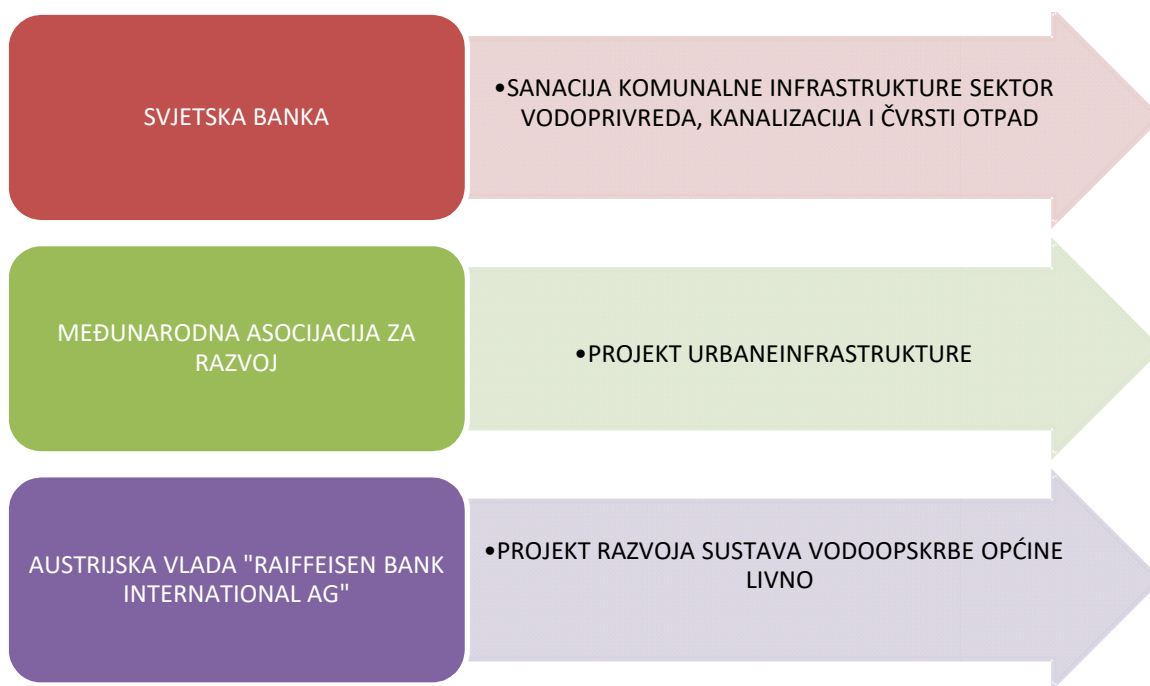 SVJETSKA BANKA
•SANACIJA KOMUNALNE INFRASTRUKTURE SEKTOR
VODOPRIVREDA, KANALIZACIJA I ČVRSTI OTPAD
MEĐUNARODNA ASOCIJACIJA ZA
RAZVOJ
•PROJEKT URBANEINFRASTRUKTURE
AUSTRIJSKA VLADA "RAIFFEISEN BANK
INTERNATIONAL AG"
•PROJEKT RAZVOJA SUSTAVA VODOOPSKRBE OPĆINE
LIVNO